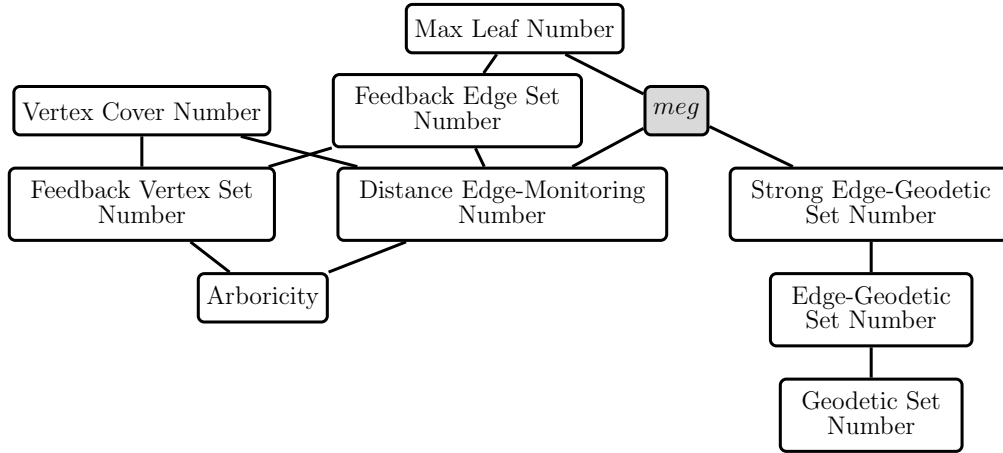 Max Leaf Number
Feedback Edge Set
Number
meg
Vertex Cover Number
Feedback Vertex Set
Number
Distance Edge-Monitoring
Number
Strong Edge-Geodetic
Set Number
Arboricity
Edge-Geodetic
Set Number
Geodetic Set
Number